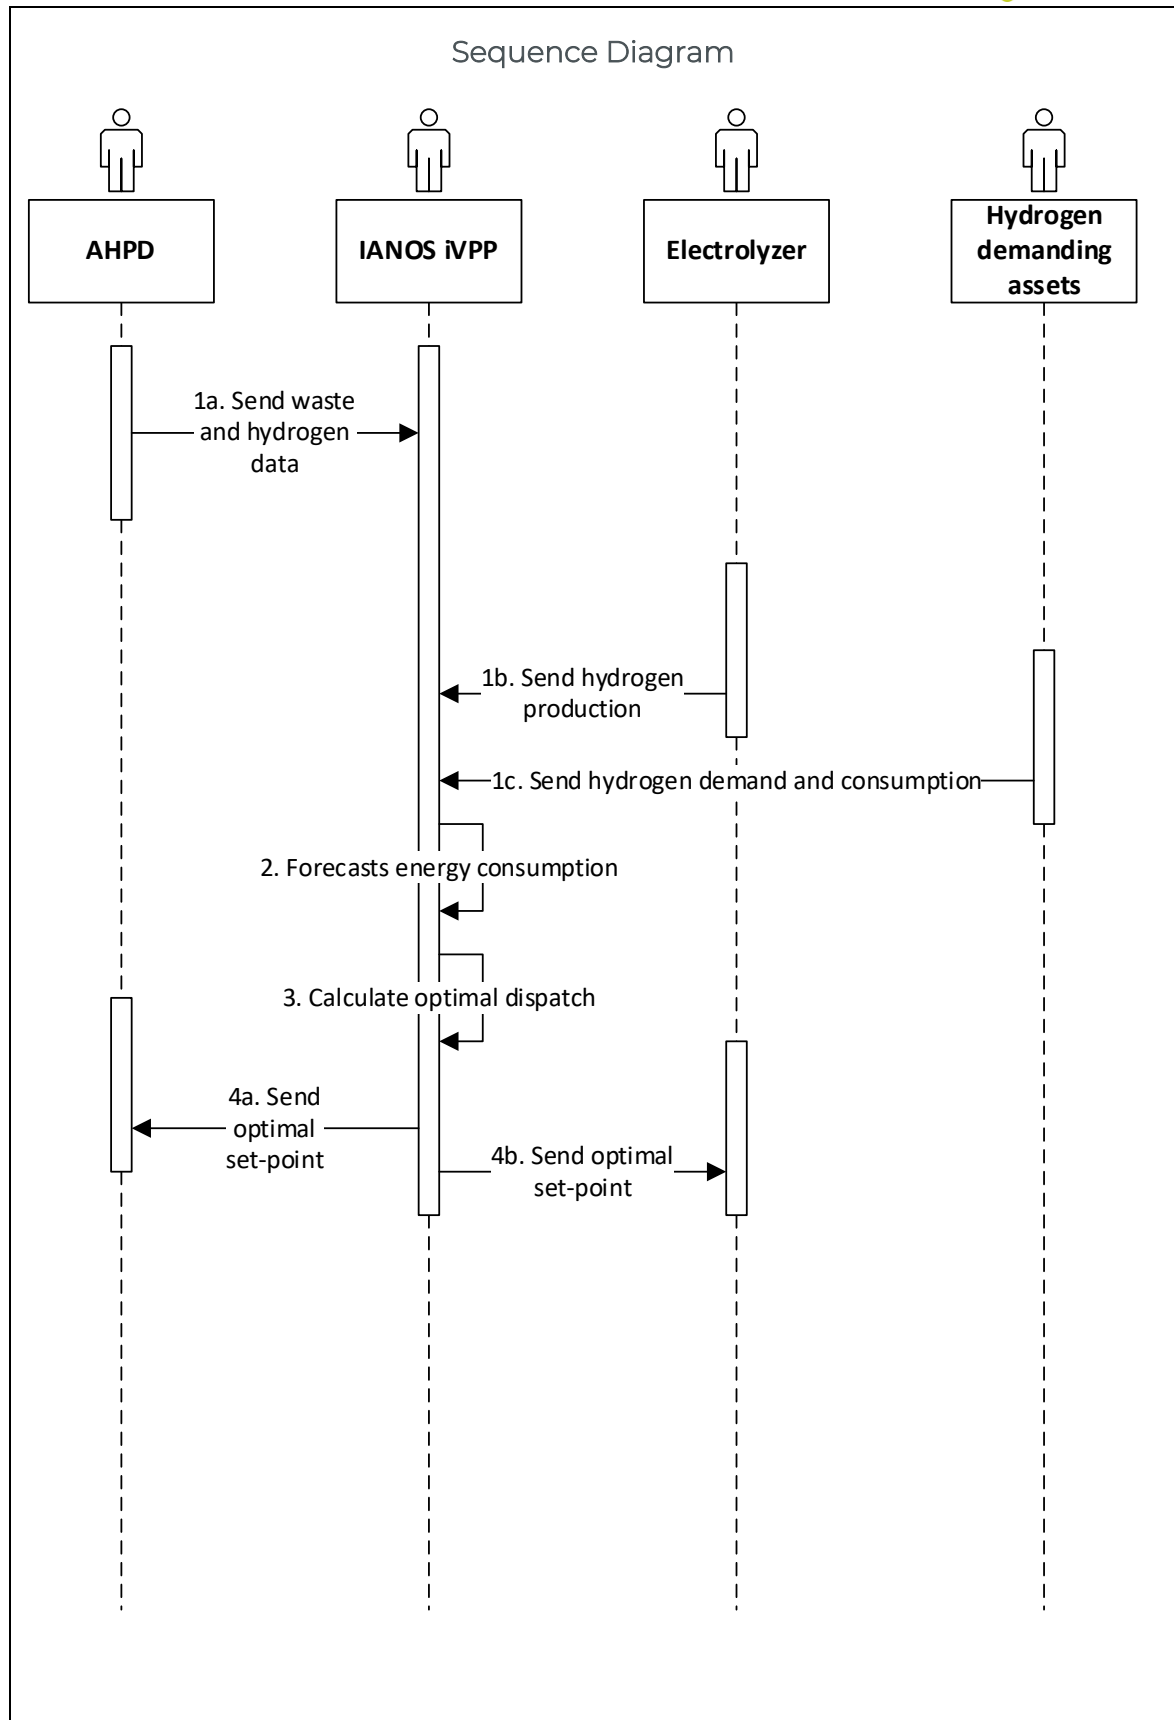 Sequence Diagram
AHPD
IANOS iVPP
Electrolyzer
Hydrogen
demanding
assets
1a. Send waste
and hydrogen
data
1b. Send hydrogen
production
1c. Send hydrogen demand and consumption
2. Forecasts energy consumption
3. Calculate optimal dispatch
4a. Send
optimal
set-point
4b. Send optimal
set-point